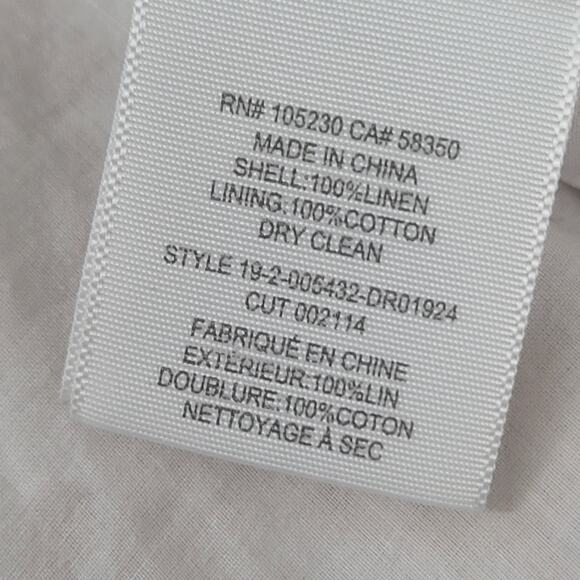 RN# 105230 CA# 58350
MADE IN CHINA
SHELL:100%LINEN
LINING:100%COTTON
DRY CLEAN
STYLE 19-2-005432-DR01924
CUT 002114
FABRIQUÉ EN CHINE
EXTÉRIEUR:100%LIN
DOUBLURE:100%COTON
NETTOYAGE À SEC